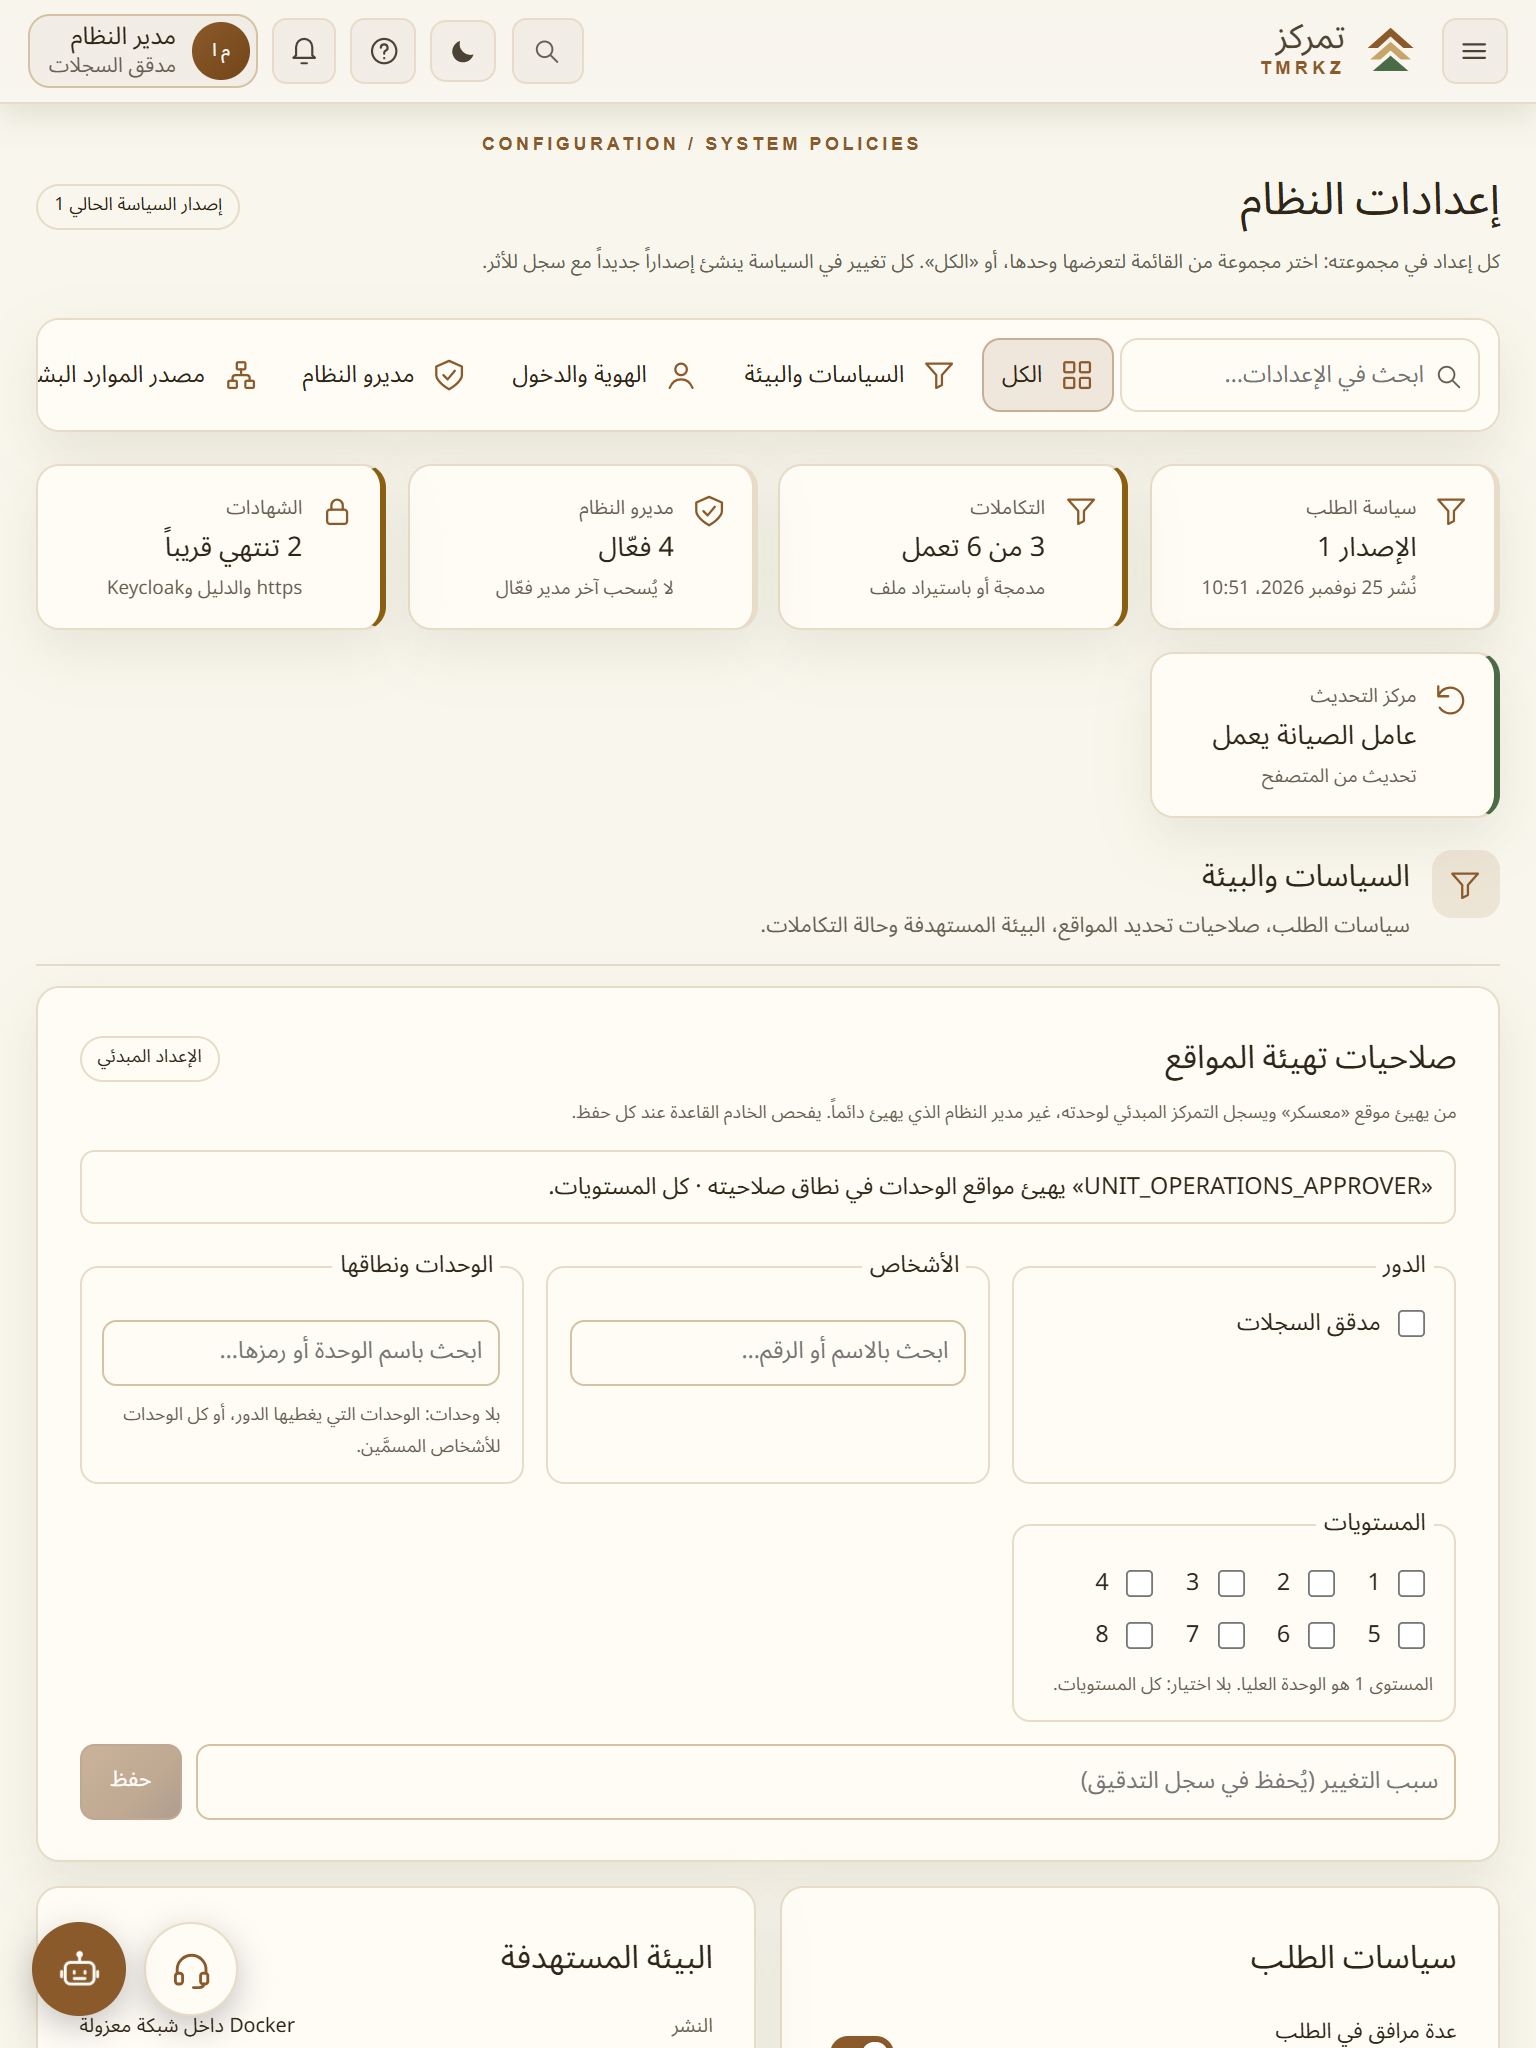 تمركز
TMRKZ
م ا
مدير النظام
مدقق السجلات
CONFIGURATION / SYSTEM POLICIES
إعدادات النظام
إصدار السياسة الحالي 1
كل إعداد في مجموعته: اختر مجموعة من القائمة لتعرضها وحدها، أو «الكل». كل تغيير في السياسة ينشئ إصداراً جديداً مع سجل للأثر.
ابحث في الإعدادات...
الكل
السياسات والبيئة
الهوية والدخول
مديرو النظام
مصدر الموارد البش
سياسة الطلب
الإصدار 1
نُشر 25 نوفمبر 2026، 10:51
التكاملات
3 من 6 تعمل
مدمجة أو باستيراد ملف
مديرو النظام
4 فعّال
لا يُسحب آخر مدير فعّال
الشهادات
2 تنتهي قريباً
https والدليل وKeycloak
مركز التحديث
عامل الصيانة يعمل
تحديث من المتصفح
السياسات والبيئة
سياسات الطلب، صلاحيات تحديد المواقع، البيئة المستهدفة وحالة التكاملات.
صلاحيات تهيئة المواقع
الإعداد المبدئي
من يهيئ موقع «معسكر» ويسجل التمركز المبدئي لوحدته، غير مدير النظام الذي يهيئ دائماً. يفحص الخادم القاعدة عند كل حفظ.
«UNIT_OPERATIONS_APPROVER» يهيئ مواقع الوحدات في نطاق صلاحيته · كل المستويات.
الدور
مدقق السجلات
الأشخاص
ابحث بالاسم أو الرقم...
الوحدات ونطاقها
ابحث باسم الوحدة أو رمزها...
بلا وحدات: الوحدات التي يغطيها الدور، أو كل الوحدات
للأشخاص المسمَّين.
المستويات
1 2 3 4
5 6 7 8
المستوى 1 هو الوحدة العليا. بلا اختيار: كل المستويات.
سبب التغيير (يُحفظ في سجل التدقيق)
حفظ
سياسات الطلب
عدة مرافق في الطلب
البيئة المستهدفة
النشر
Docker داخل شبكة معزولة